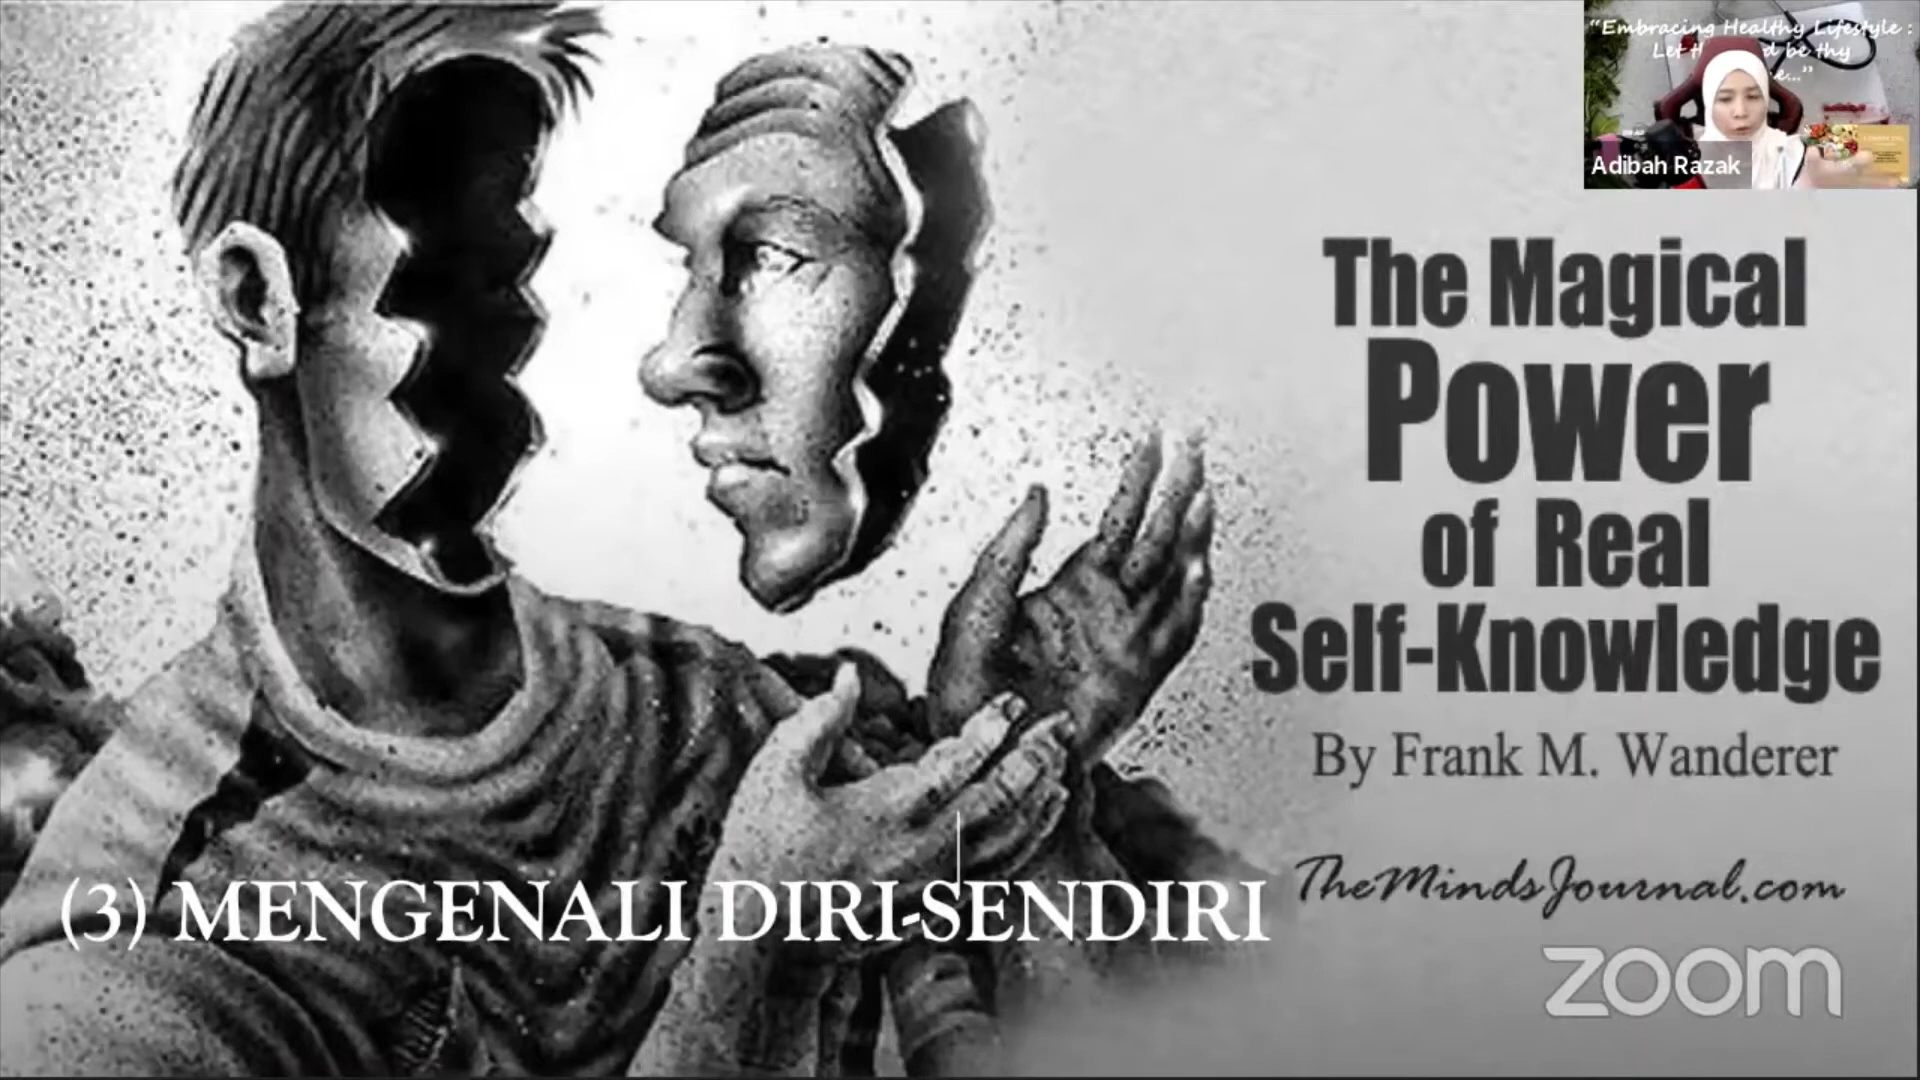 "Embracing Healthy Lifestyle :
Let be thy
Adibah Razak
The Magical
Power
of Real
Self-Knowledge
By Frank M. Wanderer
TheMindsJournal.com
(3) MENGENALI DIRI-SENDIRI
zoom